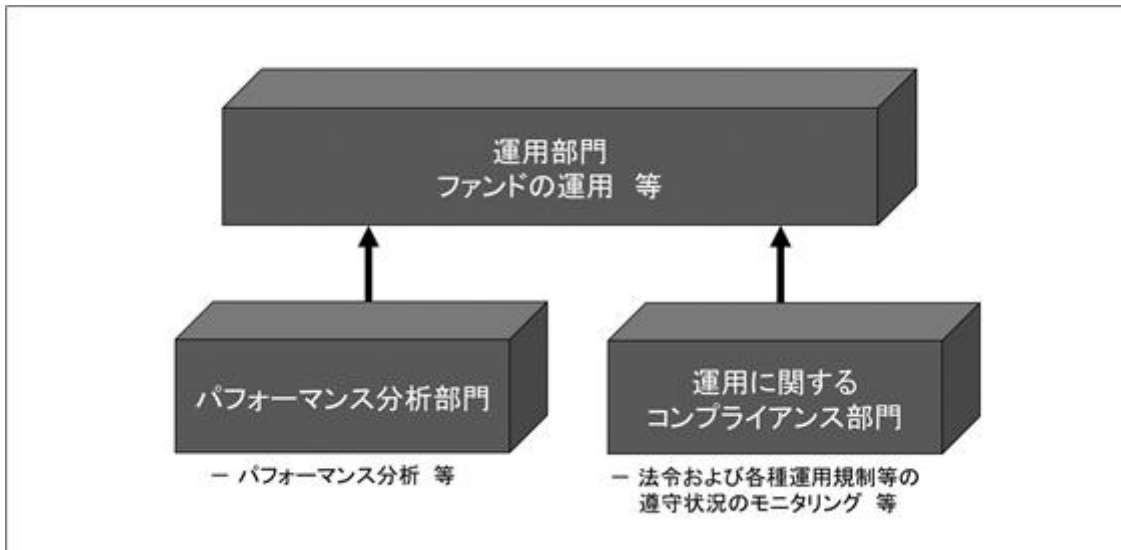 運用部門
ファンドの運用 等
パフォーマンス分析部門
運用に関する
コンプライアンス部門
－ パフォーマンス分析 等
－ 法令および各種運用規制等の
遵守状況のモニタリング 等